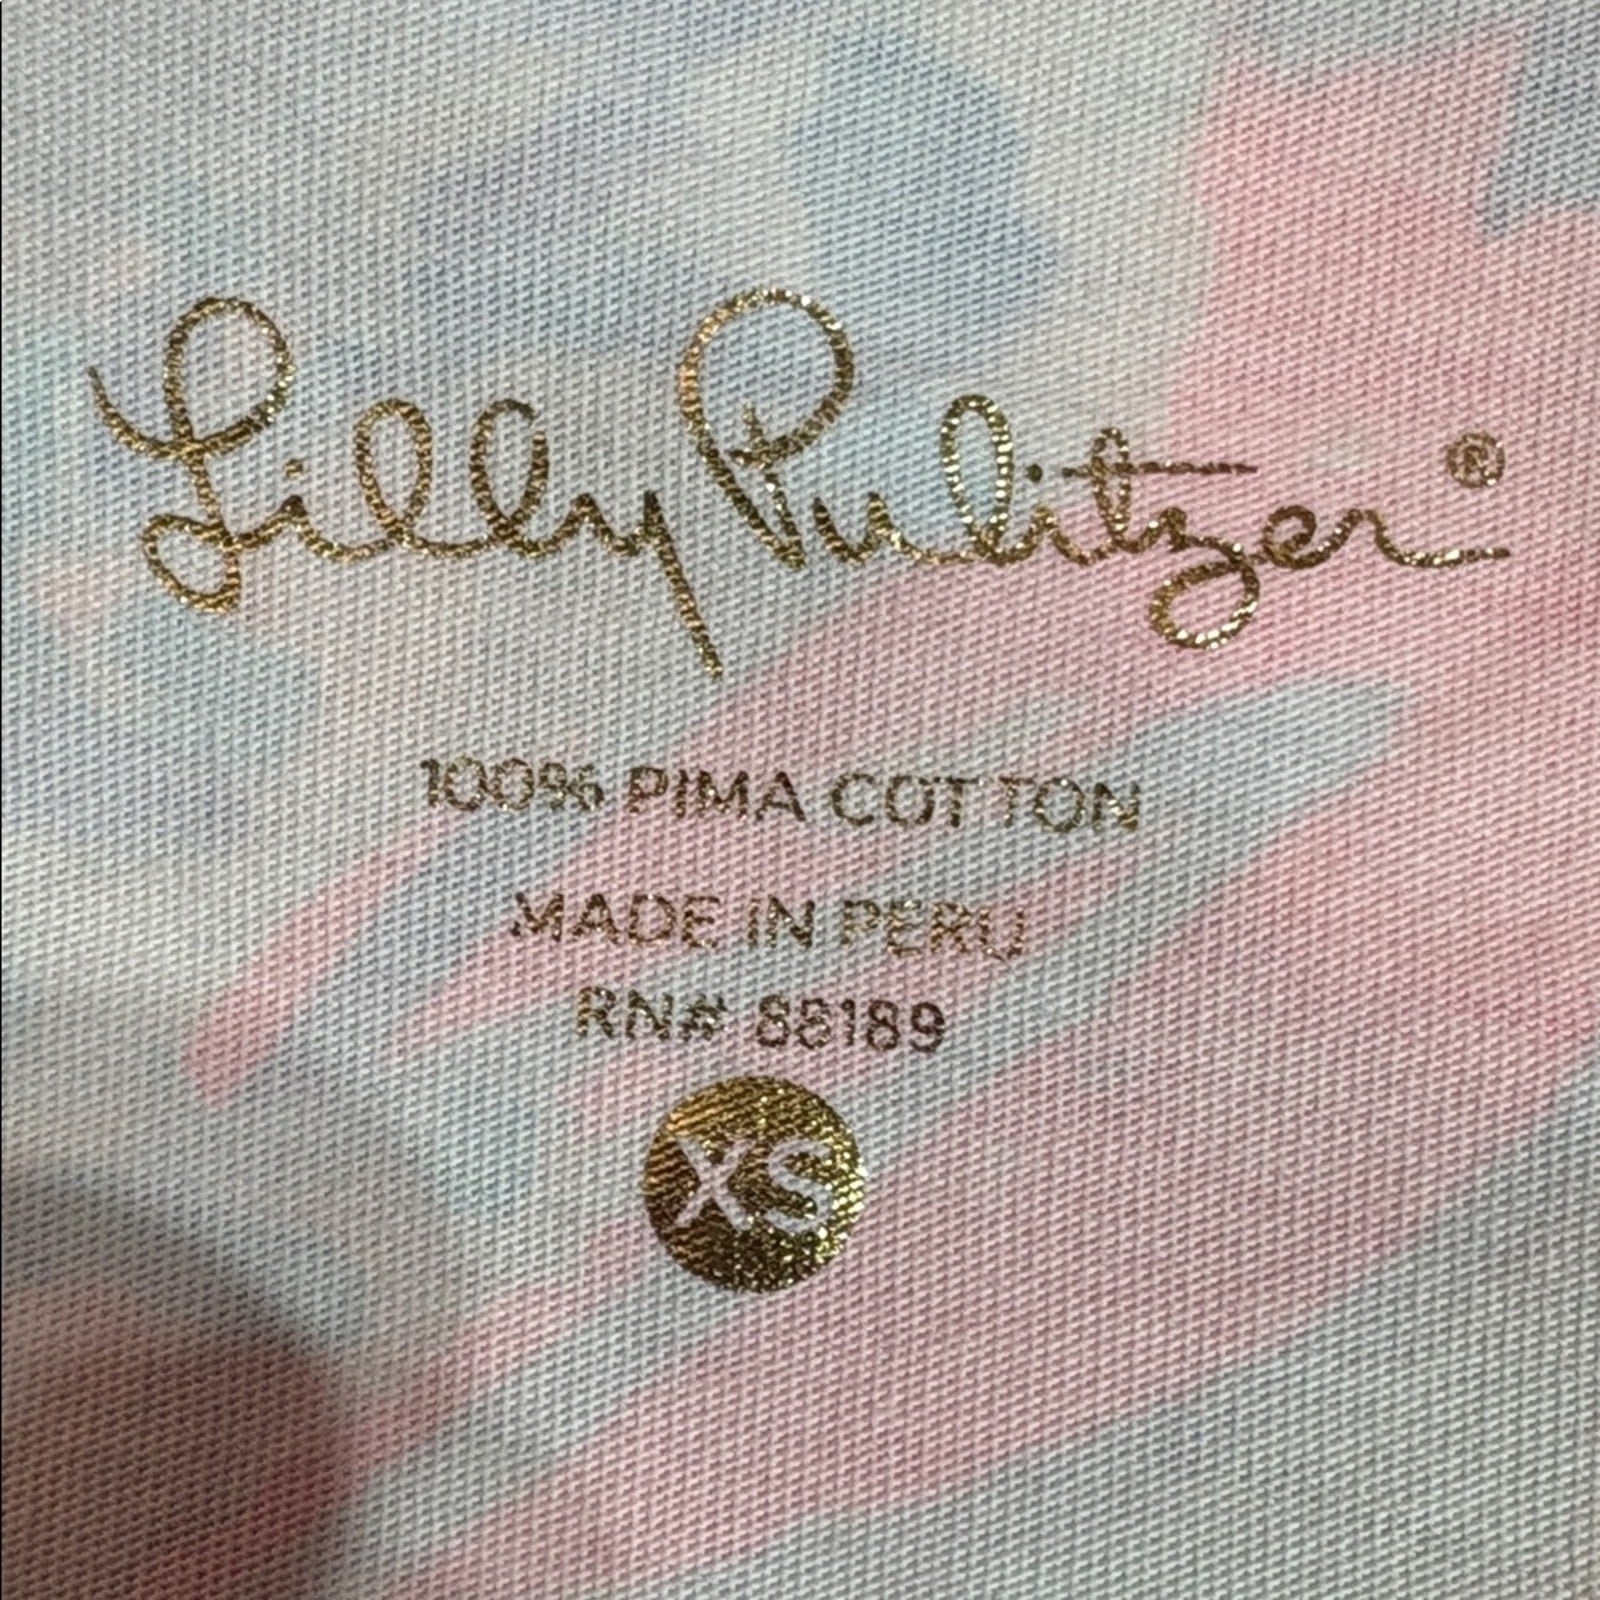 Lilly Pulitzer®
100% PIMA COTTON
MADE IN PERU
RN# 88189
XS